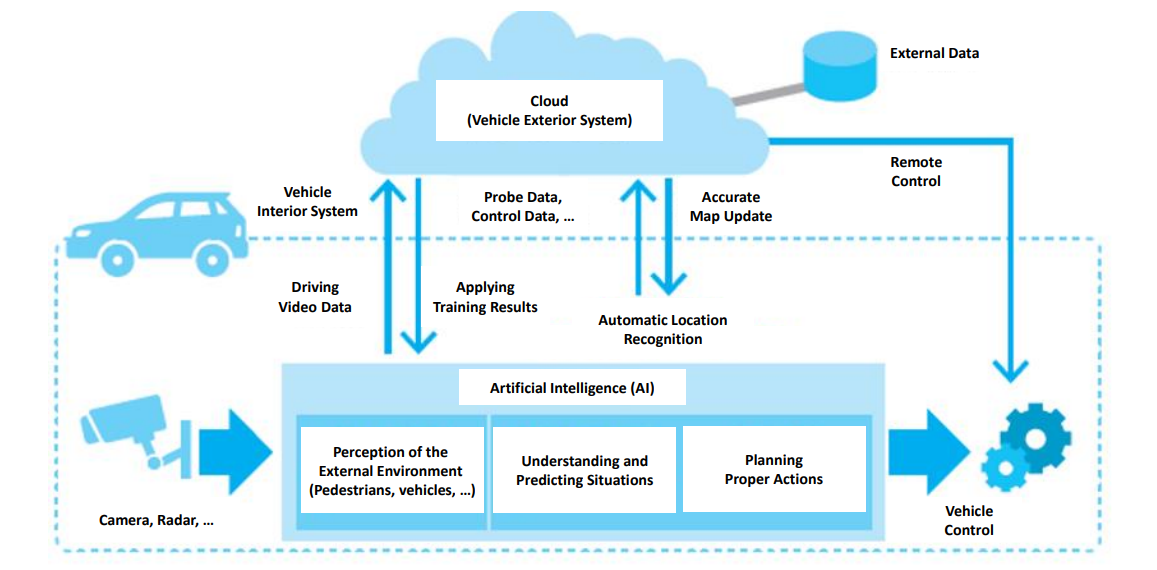 External Data
Cloud
(Vehicle Exterior System)
Remote
Control
Vehicle
Interior System
Probe Data,
Control Data, ...
Accurate
Map Update
Driving
Video Data
Applying
Training Results
Automatic Location
Recognition
Artificial Intelligence (AI)
Perception of the
External Environment
(Pedestrians, vehicles, ...)
Understanding and
Predicting Situations
Planning
Proper Actions
Camera, Radar, ...
Vehicle
Control